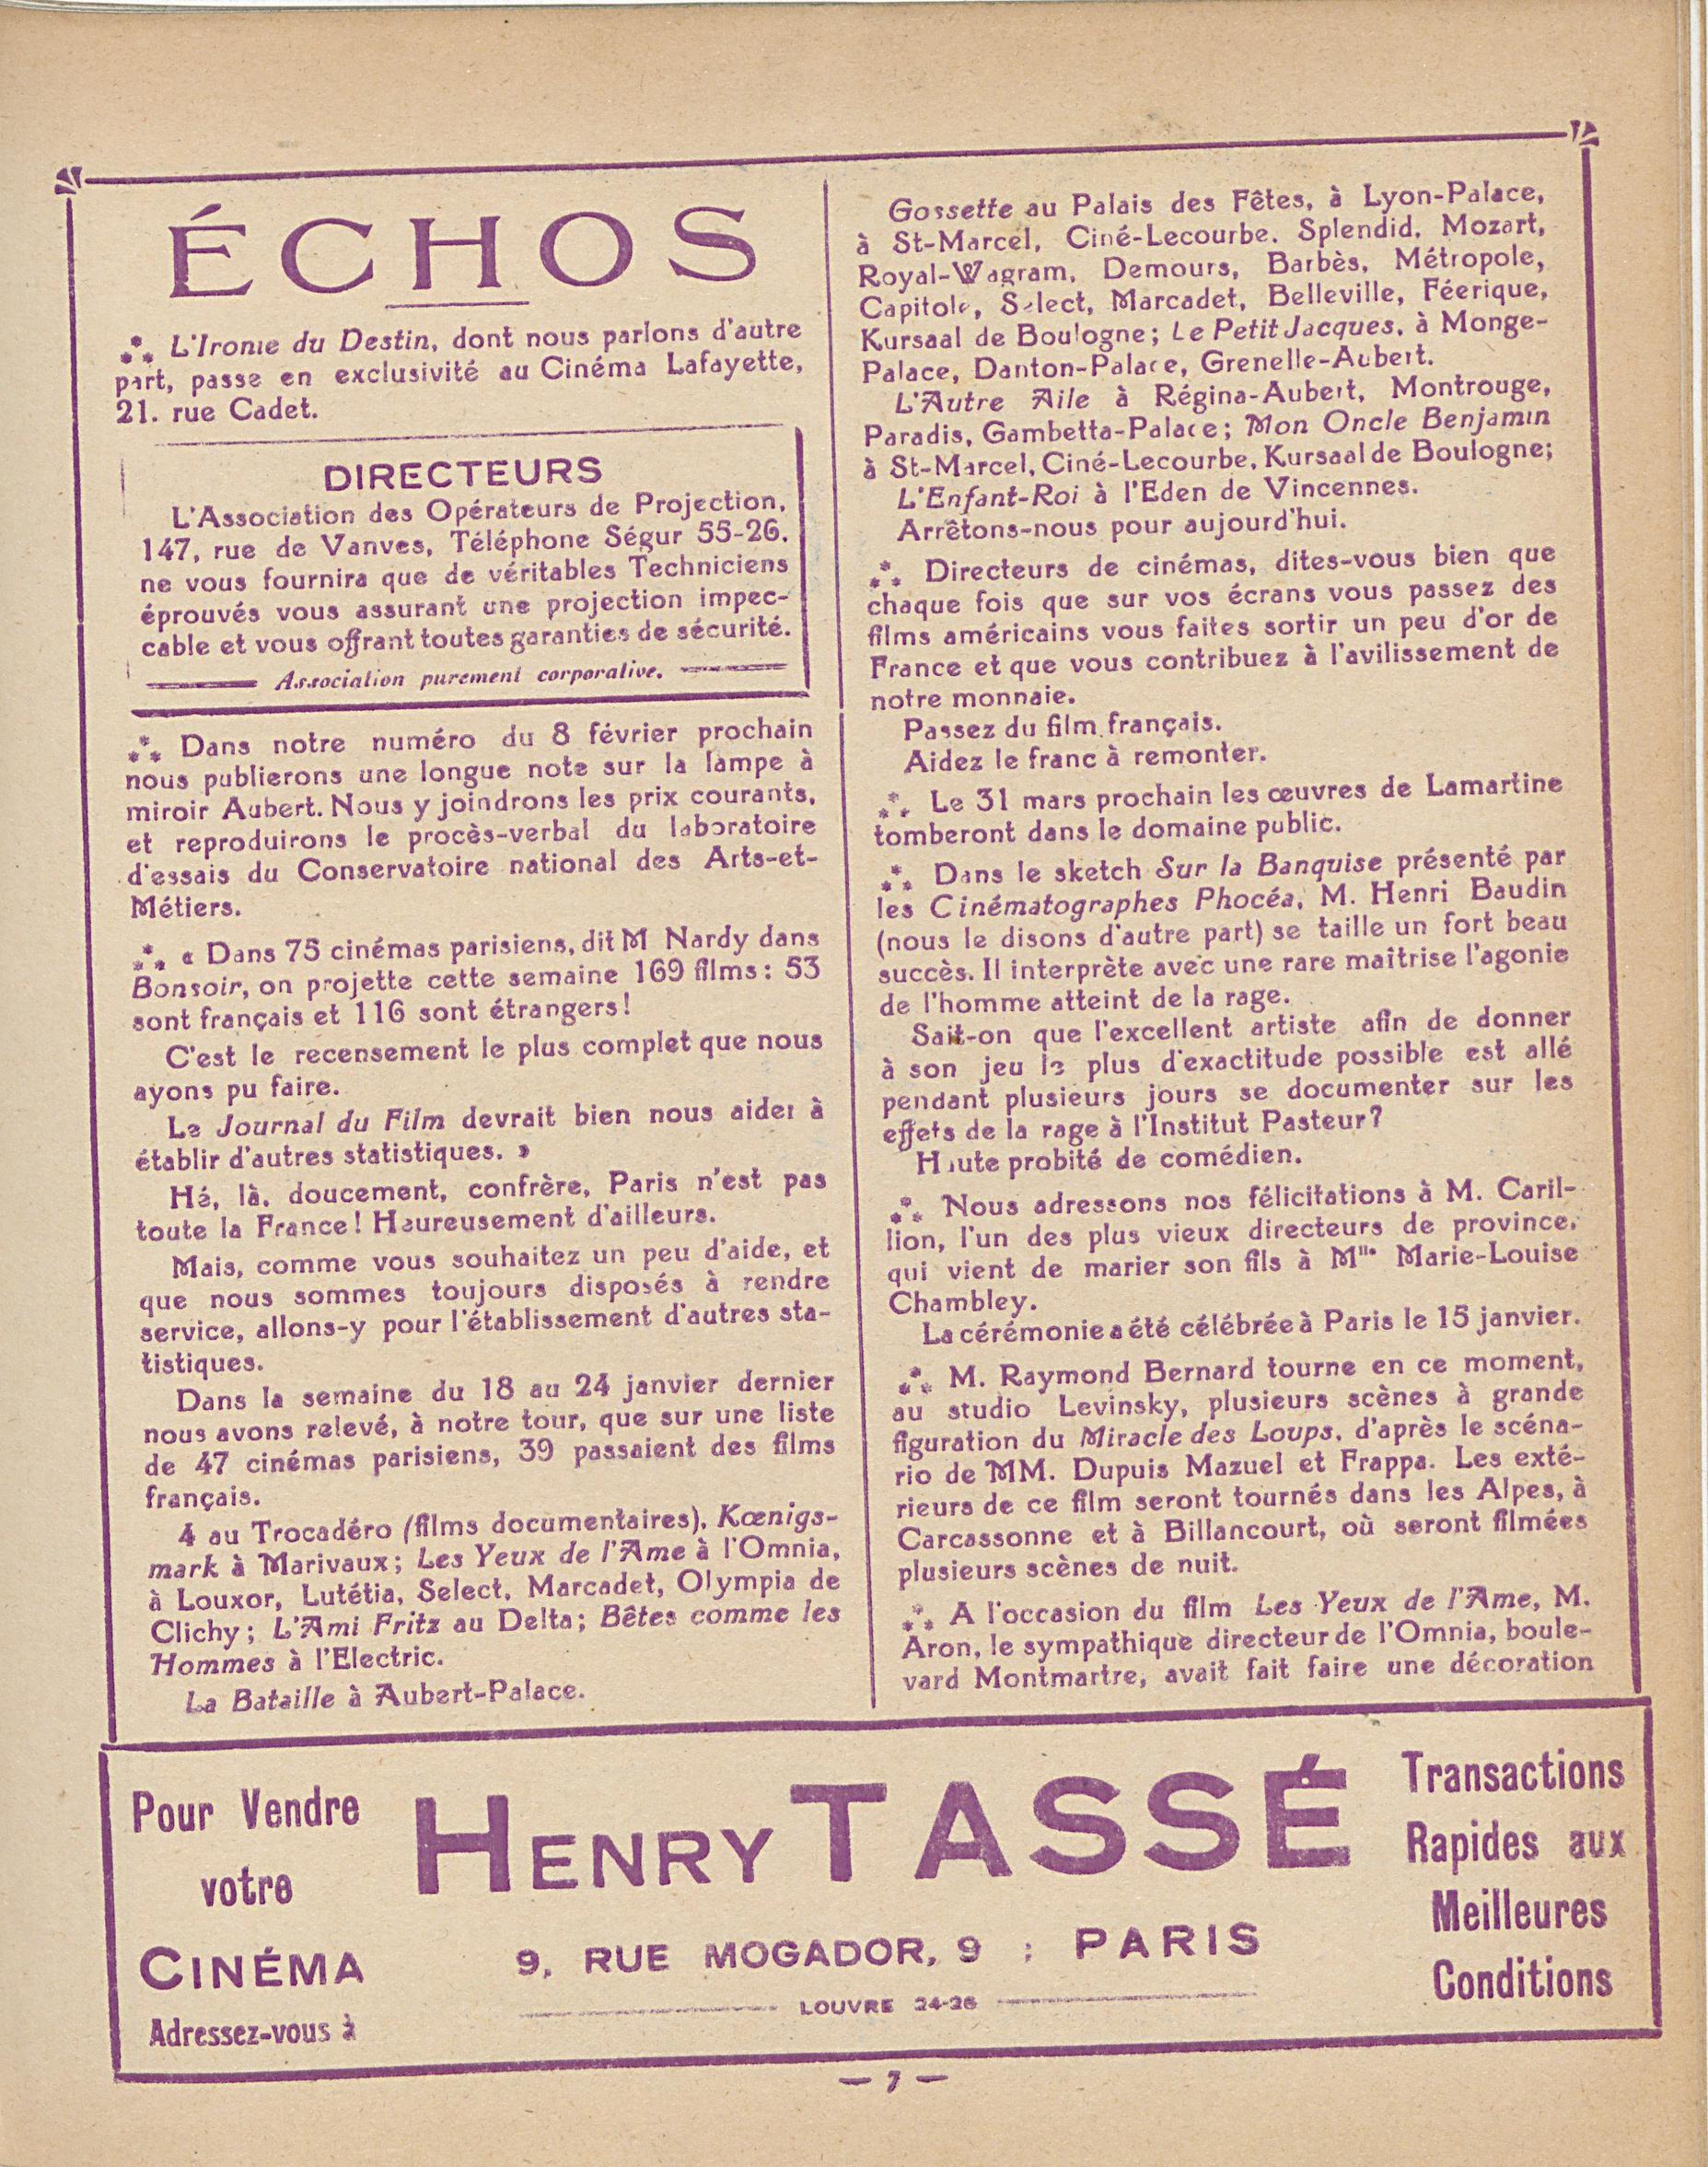 ÉCHOS
⁂ L'Ironie du Destin, dont nous parlons d'autre
part, passe en exclusivité au Cinéma Lafayette,
21. rue Cadet.
DIRECTEURS
L'Association des Opérateurs de Projection,
147, rue de Vanves, Téléphone Ségur 55-26,
ne vous fournira que de véritables Techniciens
éprouvés vous assurant une projection impec-
cable et vous offrant toutes garanties de sécurité.
Association purement corporative.
⁂ Dans notre numéro du 8 février prochain
nous publierons une longue note sur la lampe à
miroir Aubert. Nous y joindrons les prix courants,
et reproduirons le procès-verbal du laboratoire
d'essais du Conservatoire national des Arts-et-
Métiers.
⁂ « Dans 75 cinémas parisiens, dit M Nardy dans
Bonsoir, on projette cette semaine 169 films : 53
sont français et 116 sont étrangers !
C'est le recensement le plus complet que nous
ayons pu faire.
Le Journal du Film devrait bien nous aider à
établir d'autres statistiques. »
Hé, là, doucement, confrère, Paris n'est pas
toute la France ! Heureusement d'ailleurs.
Mais, comme vous souhaitez un peu d'aide, et
que nous sommes toujours disposés à rendre
service, allons-y pour l'établissement d'autres sta-
tistiques.
Dans la semaine du 18 au 24 janvier dernier
nous avons relevé, à notre tour, que sur une liste
de 47 cinémas parisiens, 39 passaient des films
français.
4 au Trocadéro (films documentaires), Kœnigs-
mark à Marivaux ; Les Yeux de l'Ame à l'Omnia,
à Louxor, Lutétia, Select, Marcadet, Olympia de
Clichy ; L'Ami Fritz au Delta ; Bêtes comme les
Hommes à l'Electric.
La Bataille à Aubert-Palace.
Gossette au Palais des Fêtes, à Lyon-Palace,
à St-Marcel, Ciné-Lecourbe. Splendid, Mozart,
Royal-Wagram, Demours, Barbès, Métropole,
Capitole, Select, Marcadet, Belleville, Féerique,
Kursaal de Boulogne ; Le Petit Jacques, à Monge-
Palace, Danton-Palace, Grenelle-Aubert.
L'Autre Aile à Régina-Aubert, Montrouge,
Paradis, Gambetta-Palace ; Mon Oncle Benjamin
à St-Marcel, Ciné-Lecourbe, Kursaal de Boulogne ;
L'Enfant-Roi à l'Eden de Vincennes.
Arrêtons-nous pour aujourd'hui.
⁂ Directeurs de cinémas, dites-vous bien que
chaque fois que sur vos écrans vous passez des
films américains vous faites sortir un peu d'or de
France et que vous contribuez à l'avilissement de
notre monnaie.
Passez du film français.
Aidez le franc à remonter.
⁂ Le 31 mars prochain les œuvres de Lamartine
tomberont dans le domaine public.
⁂ Dans le sketch Sur la Banquise présenté par
les Cinématographes Phocéa, M. Henri Baudin
(nous le disons d'autre part) se taille un fort beau
succès. Il interprète avec une rare maîtrise l'agonie
de l'homme atteint de la rage.
Sait-on que l'excellent artiste afin de donner
à son jeu le plus d'exactitude possible est allé
pendant plusieurs jours se documenter sur les
effets de la rage à l'Institut Pasteur ?
Haute probité de comédien.
⁂ Nous adressons nos félicitations à M. Caril-
lion, l'un des plus vieux directeurs de province,
qui vient de marier son fils à Mlle Marie-Louise
Chambley.
La cérémonie a été célébrée à Paris le 15 janvier.
⁂ M. Raymond Bernard tourne en ce moment,
au studio Levinsky, plusieurs scènes à grande
figuration du Miracle des Loups, d'après le scéna-
rio de MM. Dupuis Mazuel et Frappa. Les exté-
rieurs de ce film seront tournés dans les Alpes, à
Carcassonne et à Billancourt, où seront filmées
plusieurs scènes de nuit.
⁂ A l'occasion du film Les Yeux de l'Ame, M.
Aron, le sympathique directeur de l'Omnia, boule-
vard Montmartre, avait fait faire une décoration
Pour Vendre
votre
CINÉMA
Adressez-vous à
HENRY TASSÉ
9, RUE MOGADOR, 9 : PARIS
LOUVRE 24-26
Transactions
Rapides aux
Meilleures
Conditions
— 7 —